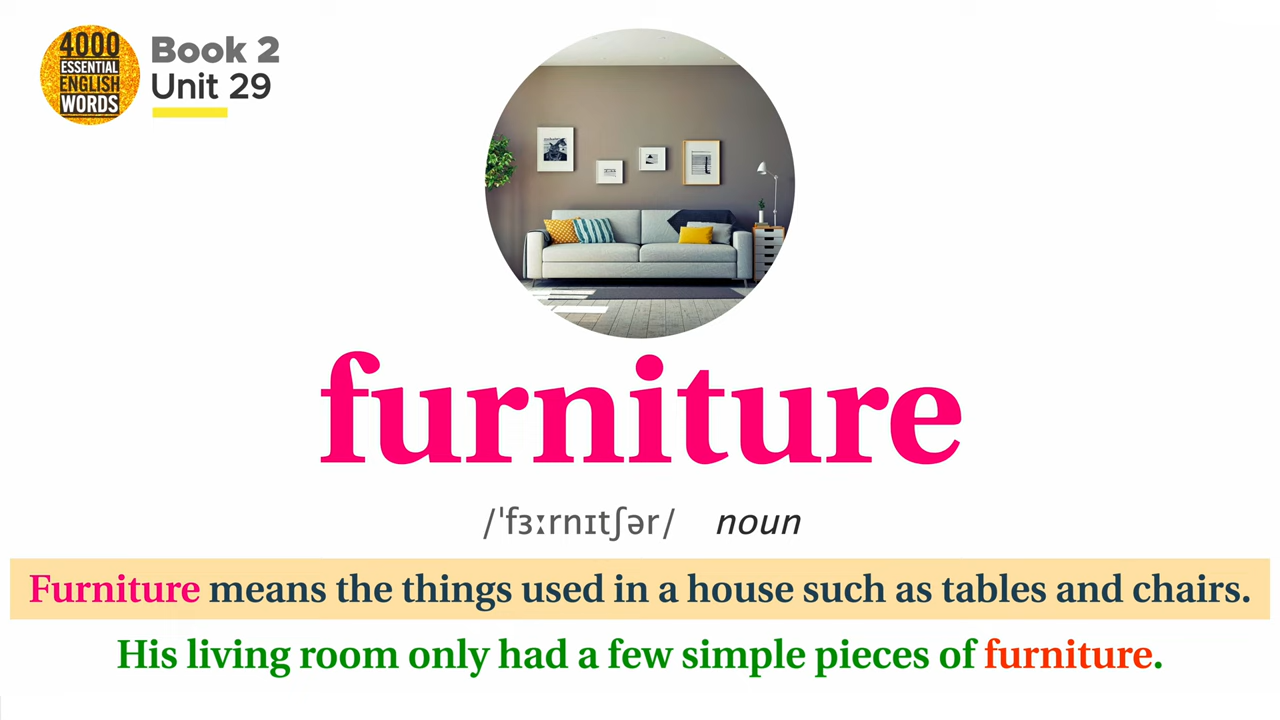 4000
ESSENTIAL
ENGLISH
WORDS
Book 2
Unit 29
furniture
/ˈfɜːrnɪtʃər/ noun
Furniture means the things used in a house such as tables and chairs.
His living room only had a few simple pieces of furniture.